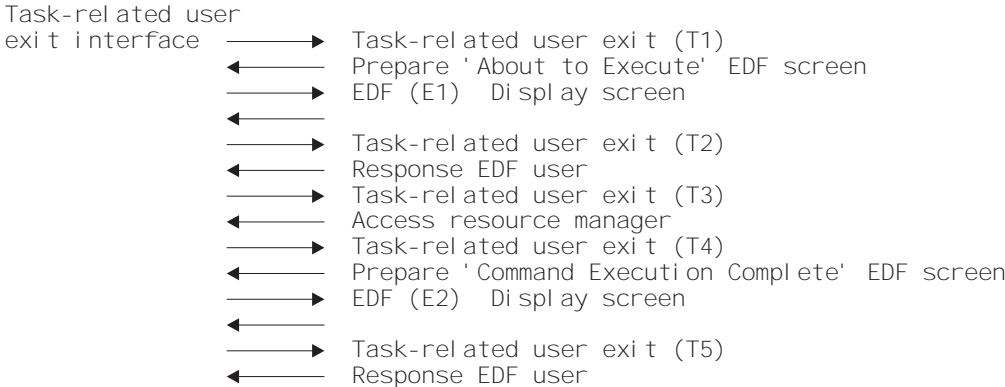 Task-related user
exit interface Task-related user exit (T1)
Prepare 'About to Execute' EDF screen
EDF (E1) Display screen
Task-related user exit (T2)
Response EDF user
Task-related user exit (T3)
Access resource manager
Task-related user exit (T4)
Prepare 'Command Execution Complete' EDF screen
EDF (E2) Display screen
Task-related user exit (T5)
Response EDF user